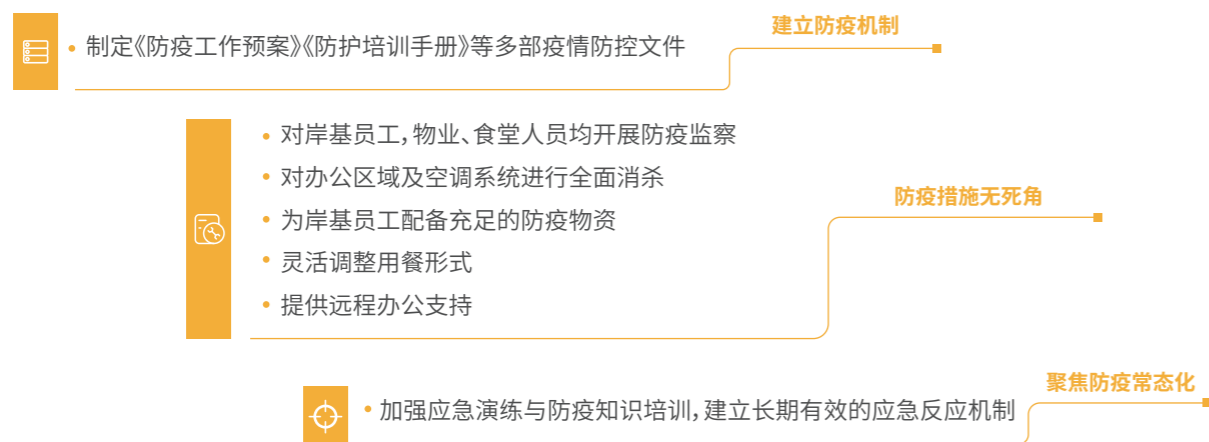 建立防疫机制
• 制定《防疫工作预案》《防护培训手册》等多部疫情防控文件
• 对岸基员工，物业、食堂人员均开展防疫监察
• 对办公区域及空调系统进行全面消杀
防疫措施无死角
• 为岸基员工配备充足的防疫物资
• 灵活调整用餐形式
• 提供远程办公支持
聚焦防疫常态化
• 加强应急演练与防疫知识培训，建立长期有效的应急反应机制